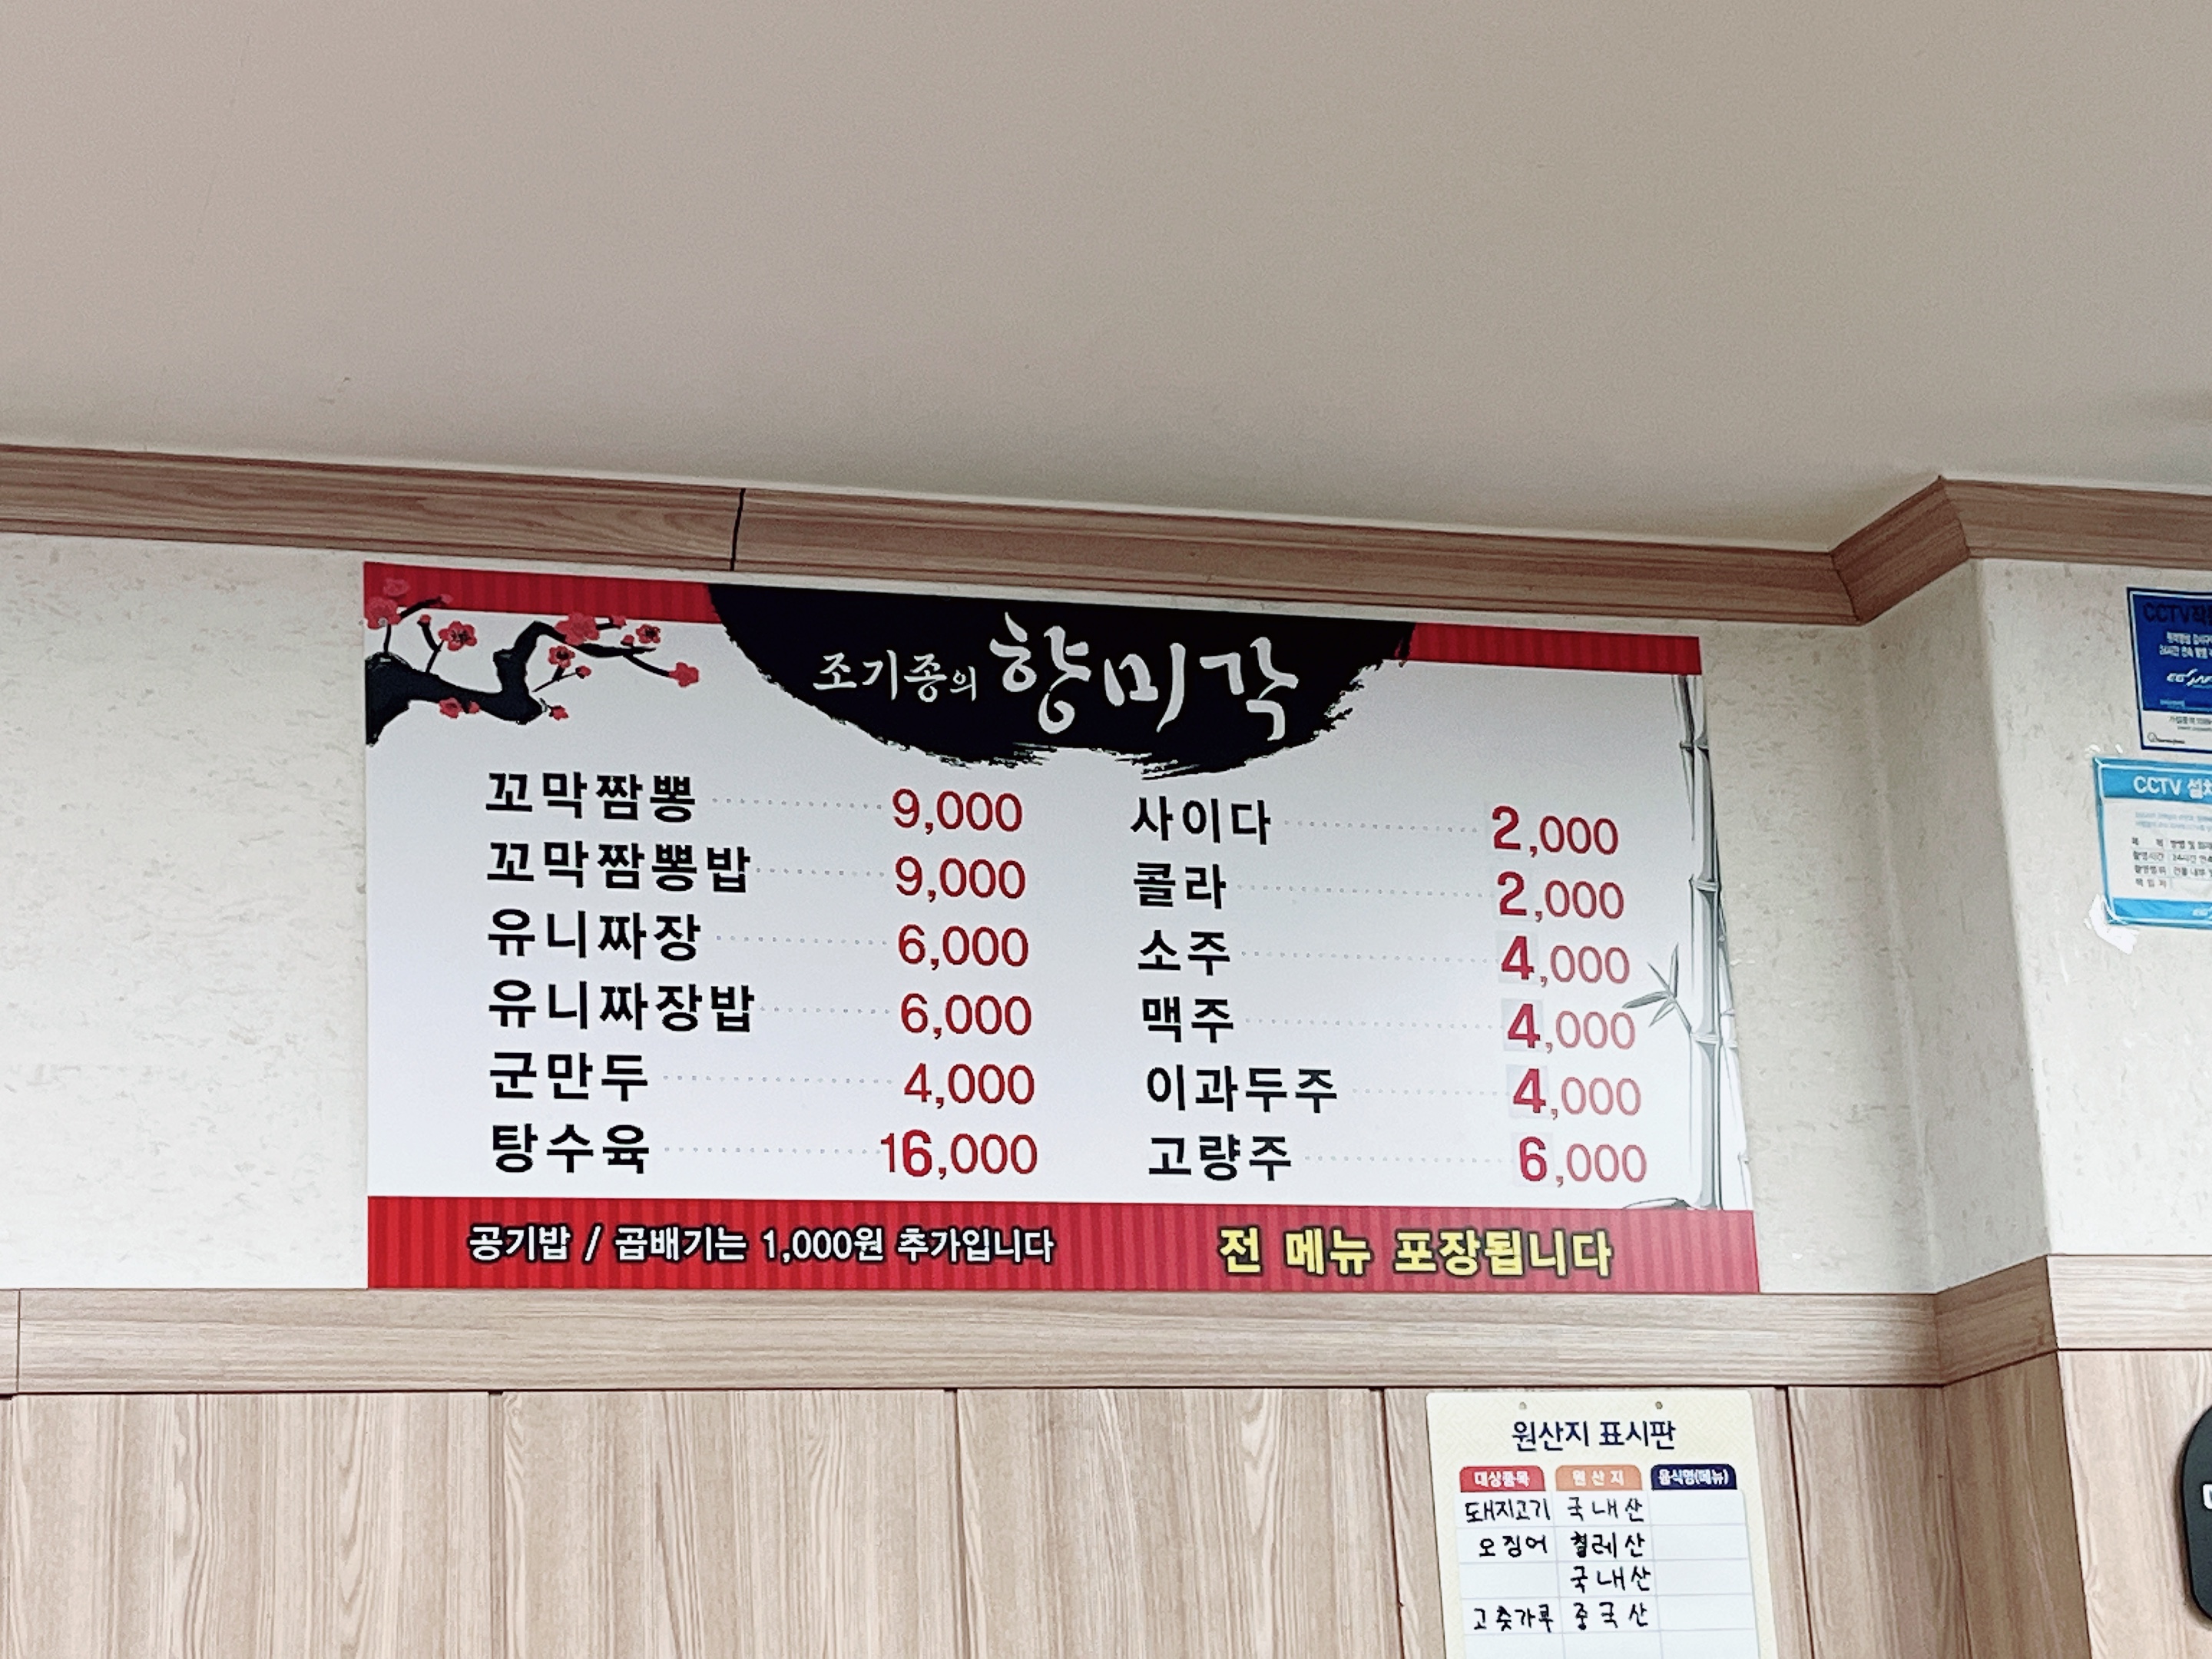 조기종의 향미각
꼬막짬뽕 9,000
꼬막짬뽕밥 9,000
유니짜장 6,000
유니짜장밥 6,000
군만두 4,000
탕수육 16,000
사이다 2,000
콜라 2,000
소주 4,000
맥주 4,000
이과두주 4,000
고량주 6,000
공기밥 / 곱배기는 1,000원 추가입니다
전 메뉴 포장됩니다
CCTV
CCTV 설치
원산지 표시판
대상품목 원산지 음식명(메뉴)
돼지고기 국내산
오징어 칠레산
국내산
고춧가루 중국산